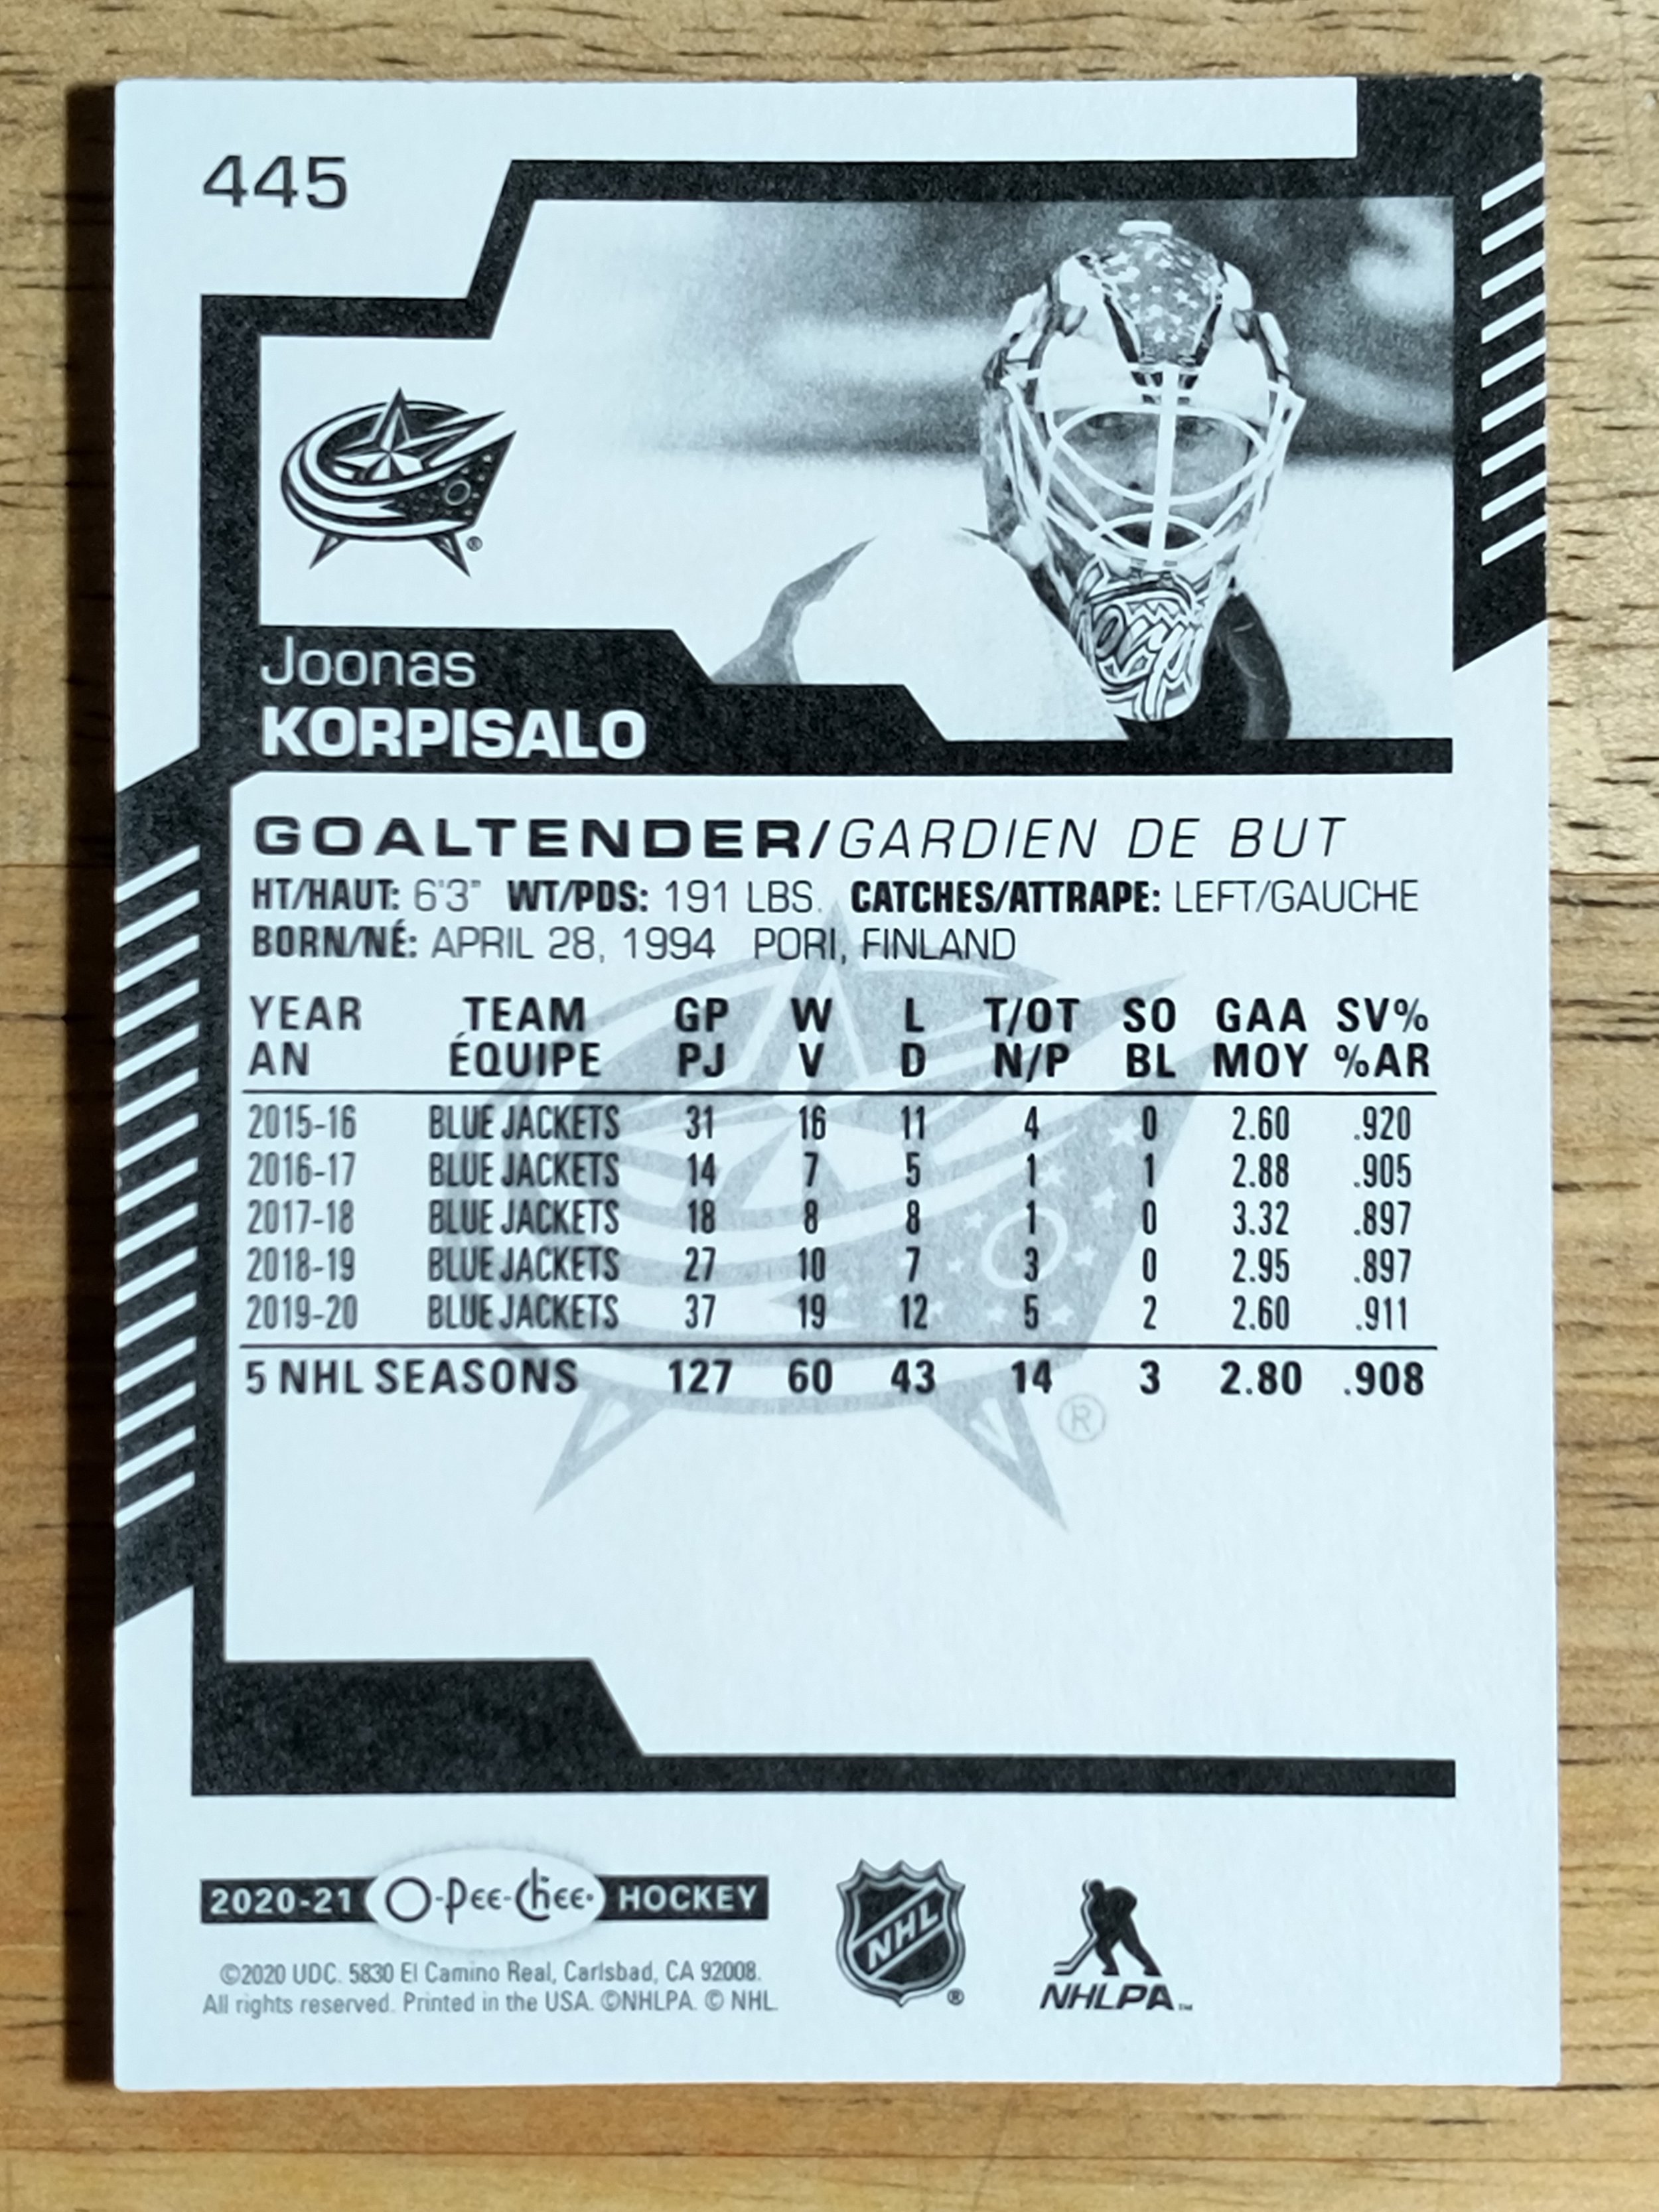 445
Joonas
KORPISALO
GOALTENDER/GARDIEN DE BUT
HT/HAUT: 6'3" WT/PDS: 191 LBS. CATCHES/ATTRAPE: LEFT/GAUCHE
BORN/NÉ: APRIL 28, 1994 PORI, FINLAND
YEAR TEAM GP W L T/OT SO GAA SV%
AN ÉQUIPE PJ V D N/P BL MOY %AR
2015-16 BLUE JACKETS 31 16 11 4 0 2.60 .920
2016-17 BLUE JACKETS 14 7 5 1 1 2.88 .905
2017-18 BLUE JACKETS 18 8 8 1 0 3.32 .897
2018-19 BLUE JACKETS 27 10 7 3 0 2.95 .897
2019-20 BLUE JACKETS 37 19 12 5 2 2.60 .911
5 NHL SEASONS 127 60 43 14 3 2.80 .908
®
2020-21 O-Pee-Chee HOCKEY
©2020 UDC. 5830 El Camino Real, Carlsbad, CA 92008.
All rights reserved. Printed in the USA. ©NHLPA. © NHL.
NHL ®
NHLPA™